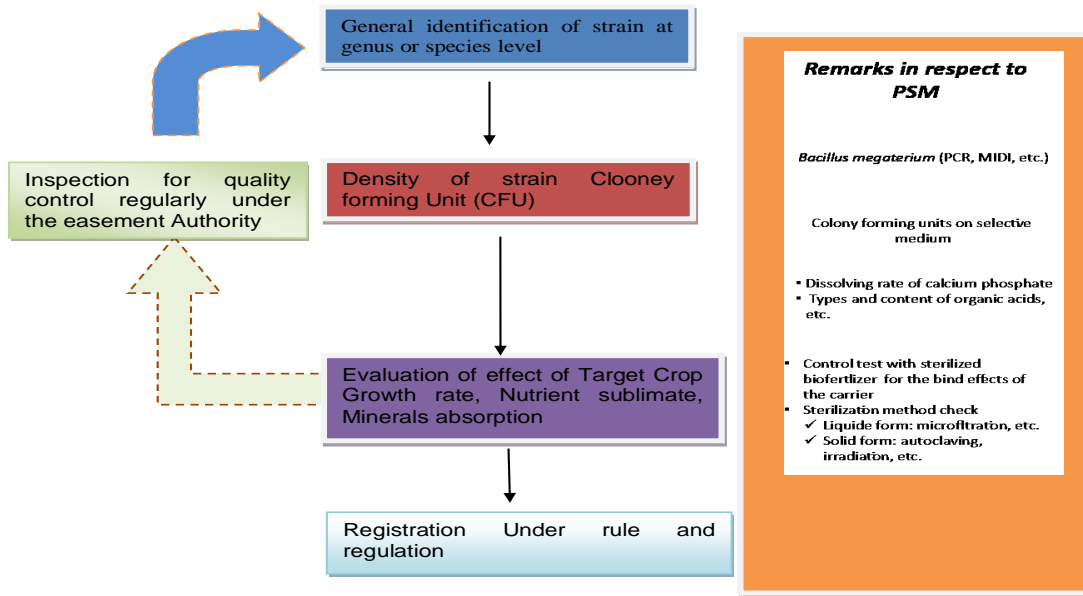 General identification of strain at
genus or species level
Inspection for quality
control regularly under
the easement Authority
Density of strain Clooney
forming Unit (CFU)
Evaluation of effect of Target Crop
Growth rate, Nutrient sublimate,
Minerals absorption
Registration Under rule and
regulation
Remarks in respect to
PSM
Bacillus megaterium (PCR, MIDI, etc.)
Colony forming units on selective
medium
▪ Dissolving rate of calcium phosphate
▪ Types and content of organic acids,
etc.
▪ Control test with sterilized
biofertlizer for the bind effects of
the carrier
▪ Sterilization method check
✓ Liquide form: microfltration, etc.
✓ Solid form: autoclaving,
irradiation, etc.